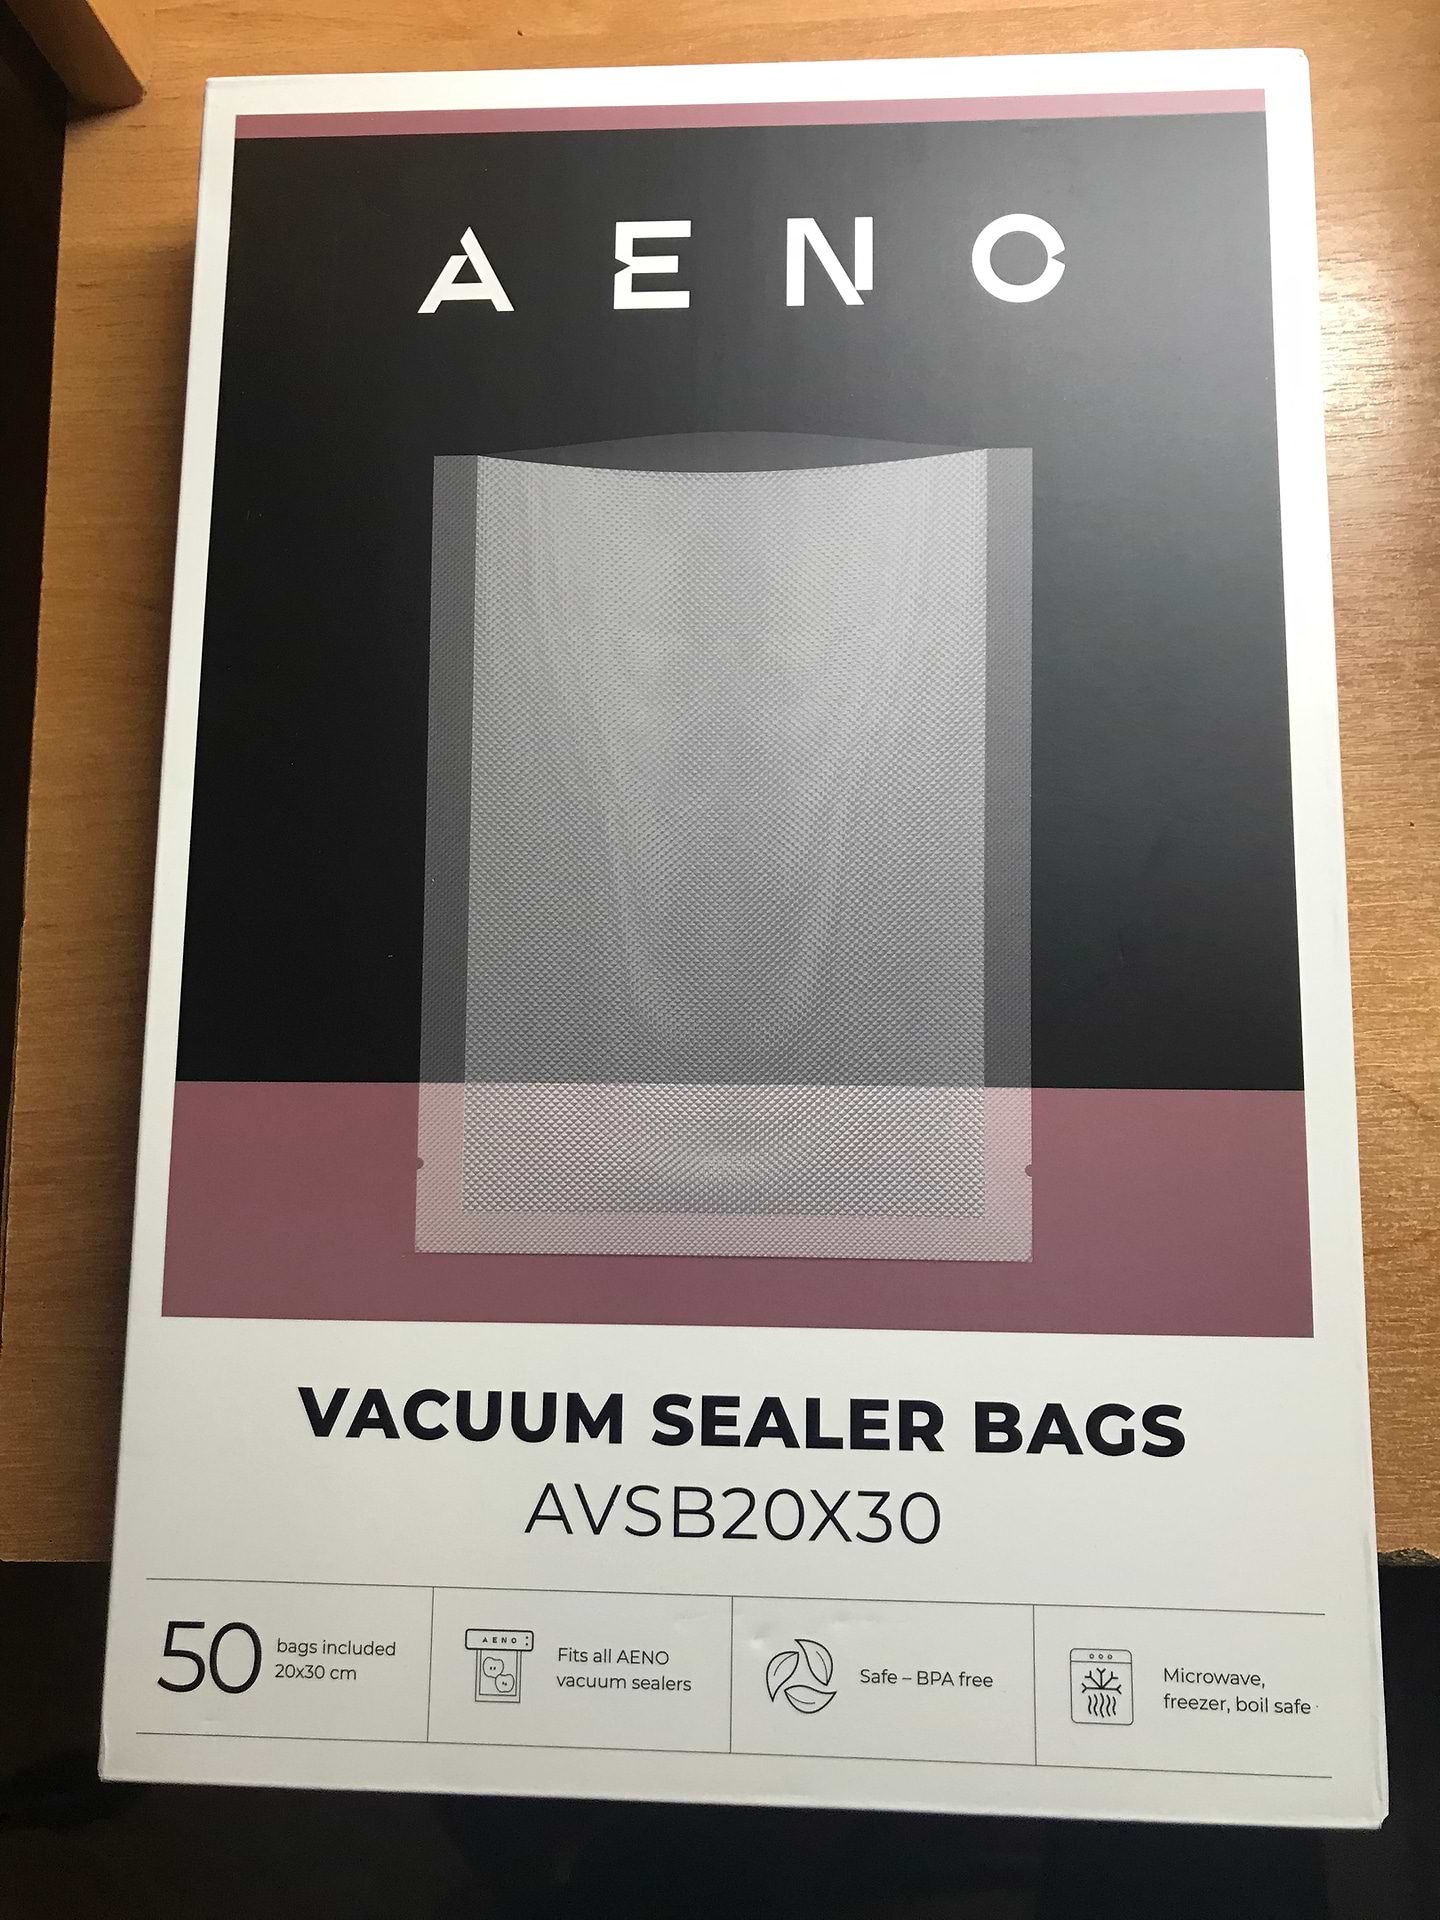 AENO
VACUUM SEALER BAGS
AVSB20X30
50
bags included
20x30 cm
AENO
Fits all AENO
vacuum sealers
Safe – BPA free
Microwave,
freezer, boil safe